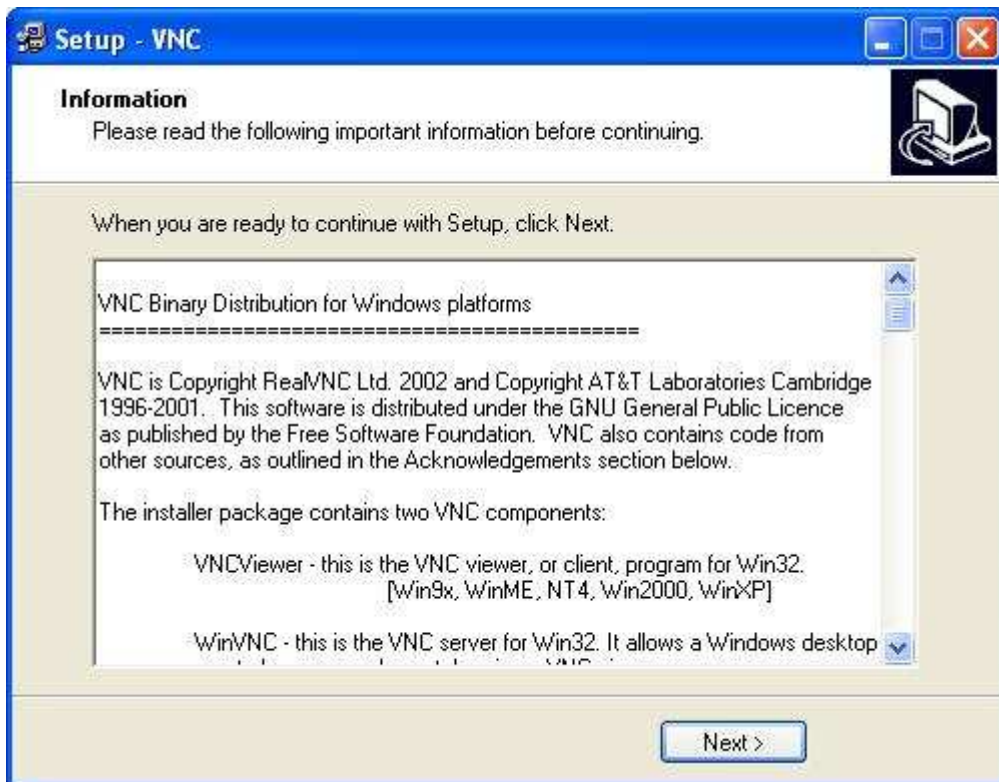 Setup - VNC
Information
Please read the following important information before continuing.
When you are ready to continue with Setup, click Next.
VNC Binary Distribution for Windows platforms
=============================================
VNC is Copyright RealVNC Ltd. 2002 and Copyright AT&T Laboratories Cambridge
1996-2001.  This software is distributed under the GNU General Public Licence
as published by the Free Software Foundation.  VNC also contains code from
other sources, as outlined in the Acknowledgements section below.
The installer package contains two VNC components:
VNCViewer - this is the VNC viewer, or client, program for Win32.
[Win9x, WinME, NT4, Win2000, WinXP]
WinVNC - this is the VNC server for Win32. It allows a Windows desktop
Next >